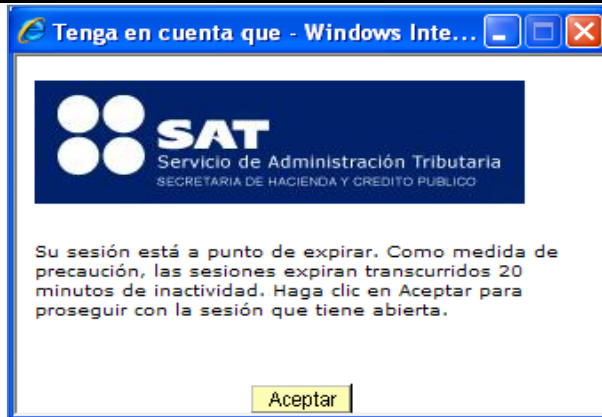 Tenga en cuenta que - Windows Inte...
SAT
Servicio de Administración Tributaria
SECRETARIA DE HACIENDA Y CREDITO PUBLICO
Su sesión está a punto de expirar. Como medida de
precaución, las sesiones expiran transcurridos 20
minutos de inactividad. Haga clic en Aceptar para
proseguir con la sesión que tiene abierta.
Aceptar